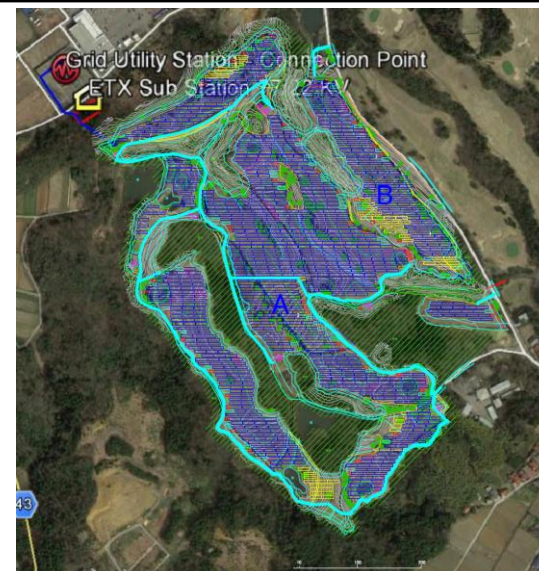 Grid Utility Station - Connection Point
ETX Sub Station 77/22 KV
B
A
43